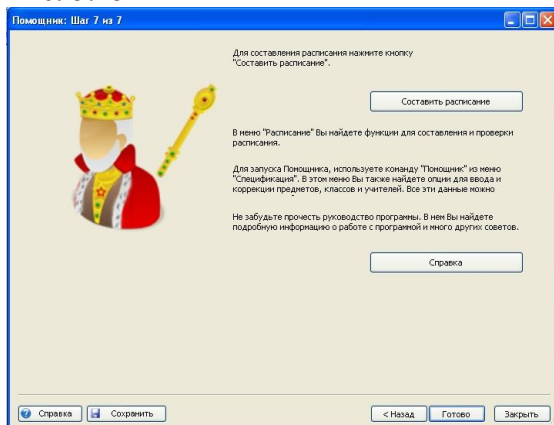 Помощник: Шаг 7 из 7
Для составления расписания нажмите кнопку
"Составить расписание".
Составить расписание
В меню "Расписание" Вы найдете функции для составления и проверки
расписания.
Для запуска Помощника, используете команду "Помощник" из меню
"Спецификация". В этом меню Вы также найдете опции для ввода и
коррекции предметов, классов и учителей. Все эти данные можно
Не забудьте прочесть руководство программы. В нем Вы найдете
подробную информацию о работе с программой и много других советов.
Справка
Справка Сохранить < Назад Готово Закрыть